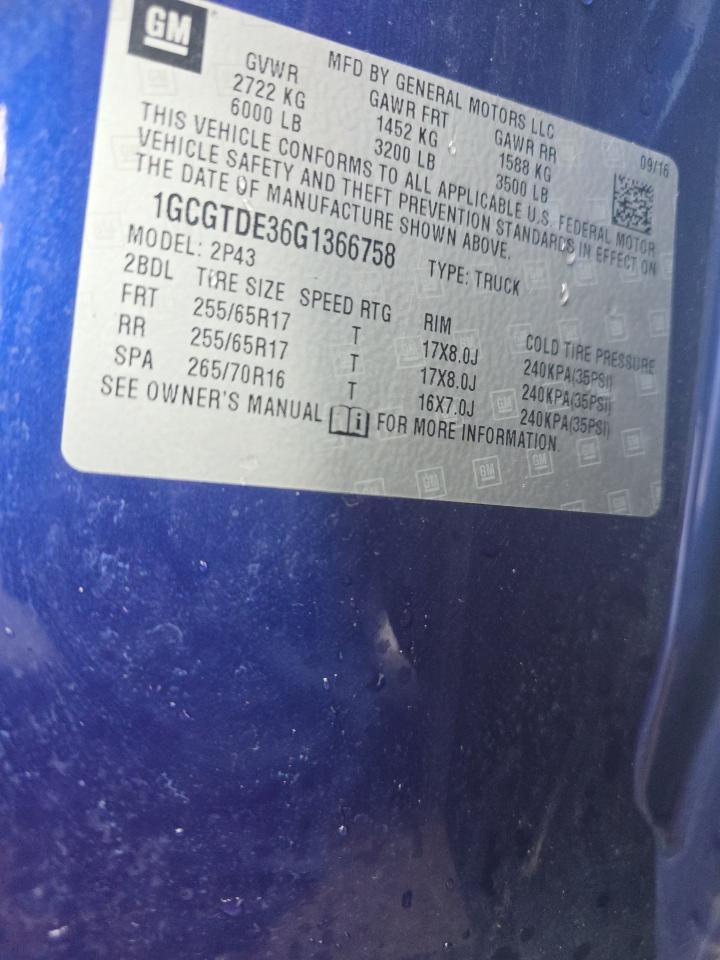 GM
MFD BY GENERAL MOTORS LLC
09/16
GVWR GAWR FRT GAWR RR
2722 KG 1452 KG 1588 KG
6000 LB 3200 LB 3500 LB
THIS VEHICLE CONFORMS TO ALL APPLICABLE U.S. FEDERAL MOTOR
VEHICLE SAFETY AND THEFT PREVENTION STANDARDS IN EFFECT ON
THE DATE OF MANUFACTURE SHOWN ABOVE.
1GCGTDE36G1366758 TYPE: TRUCK
MODEL: 2P43
2BDL TIRE SIZE SPEED RTG RIM COLD TIRE PRESSURE
FRT 255/65R17 T 17X8.0J 240KPA(35PSI)
RR 255/65R17 T 17X8.0J 240KPA(35PSI)
SPA 265/70R16 T 16X7.0J 240KPA(35PSI)
SEE OWNER'S MANUAL i FOR MORE INFORMATION.